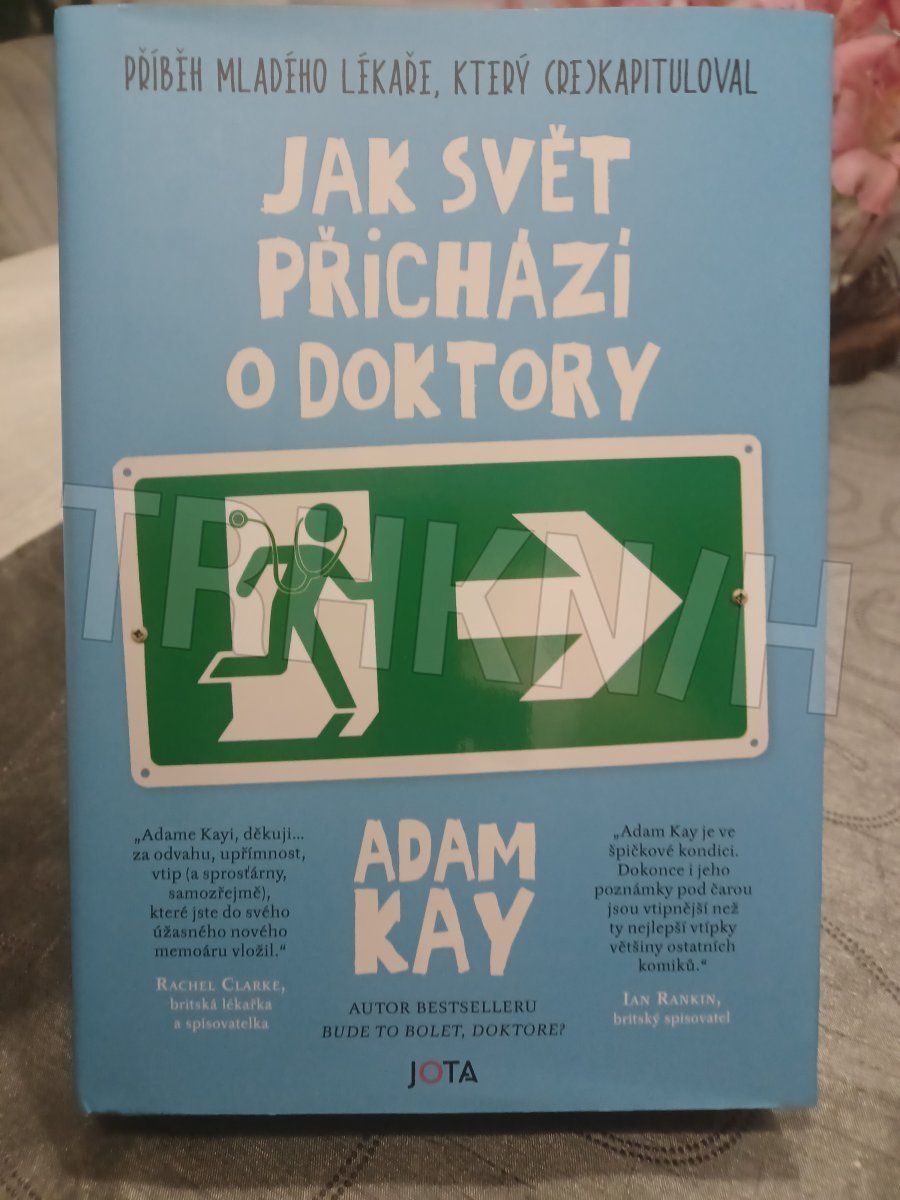 PŘÍBĚH MLADÉHO LÉKAŘE, KTERÝ (RE)KAPITULOVAL
JAK SVĚT
PŘICHÁZÍ
O DOKTORY
TRHKNIH
„Adame Kayi, děkuji...
za odvahu, upřímnost,
vtip (a sprosťárny,
samozřejmě),
které jste do svého
úžasného nového
memoáru vložil.“
RACHEL CLARKE,
britská lékařka
a spisovatelka
ADAM
KAY
AUTOR BESTSELLERU
BUDE TO BOLET, DOKTORE?
JOTA
„Adam Kay je ve
špičkové kondici.
Dokonce i jeho
poznámky pod čarou
jsou vtipnější než
ty nejlepší vtípky
většiny ostatních
komiků.“
IAN RANKIN,
britský spisovatel